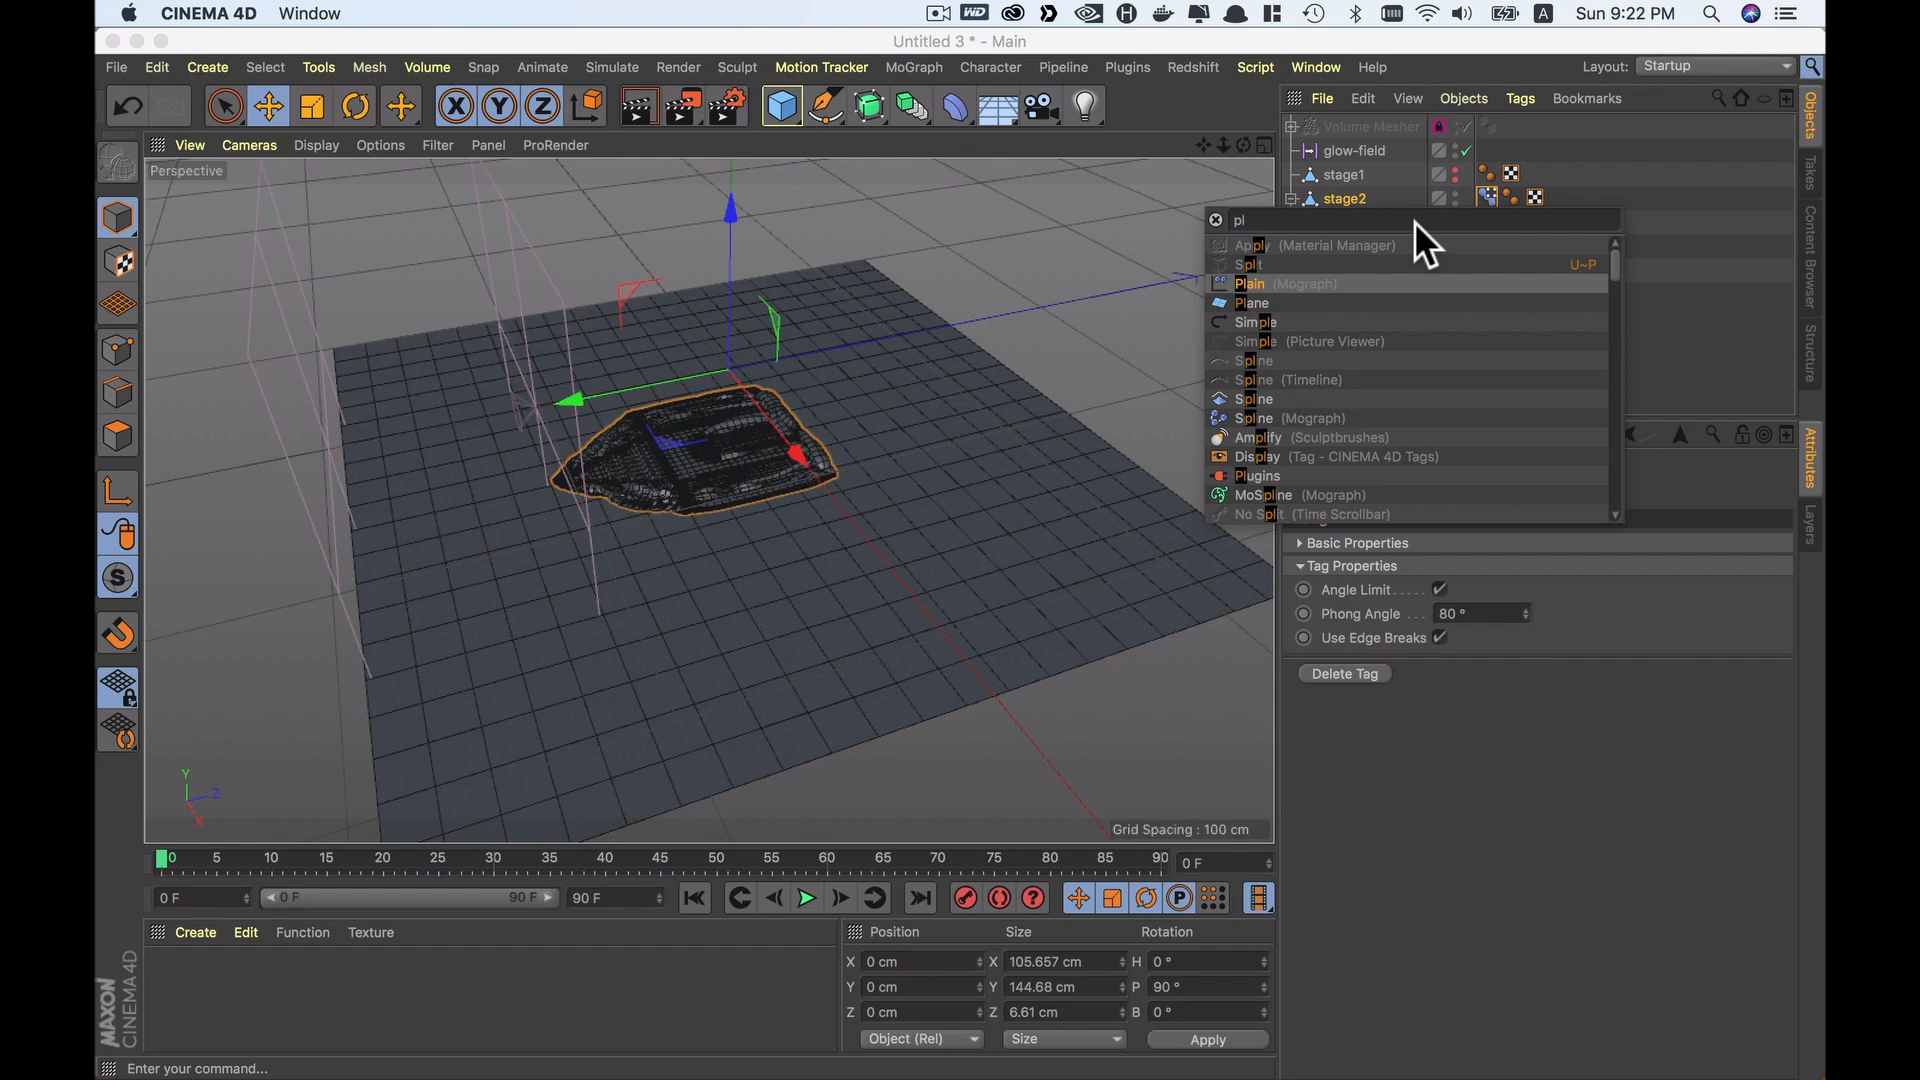 CINEMA 4D Window
Sun 9:22 PM
Untitled 3 * - Main
File Edit Create Select Tools Mesh Volume Snap Animate Simulate Render Sculpt Motion Tracker MoGraph Character Pipeline Plugins Redshift Script Window Help Layout: Startup
File Edit View Objects Tags Bookmarks
View Cameras Display Options Filter Panel ProRender
Perspective
Volume Mesher
glow-field
stage1
stage2
pl
Apply (Material Manager)
Split U~P
Plain (Mograph)
Plane
Simple
Simple (Picture Viewer)
Spline
Spline (Timeline)
Spline
Spline (Mograph)
Amplify (Sculptbrushes)
Display (Tag - CINEMA 4D Tags)
Plugins
MoSpline (Mograph)
No Split (Time Scrollbar)
Objects
Takes
Content Browser
Structure
Attributes
Layers
Basic Properties
Tag Properties
Angle Limit
Phong Angle 80 °
Use Edge Breaks
Delete Tag
Y
Z
X
Grid Spacing : 100 cm
0 5 10 15 20 25 30 35 40 45 50 55 60 65 70 75 80 85 90 0 F
0 F 0 F 90 F 90 F
Create Edit Function Texture
Position Size Rotation
X 0 cm X 105.657 cm H 0 °
Y 0 cm Y 144.68 cm P 90 °
Z 0 cm Z 6.61 cm B 0 °
Object (Rel) Size Apply
MAXON
CINEMA 4D
Enter your command...